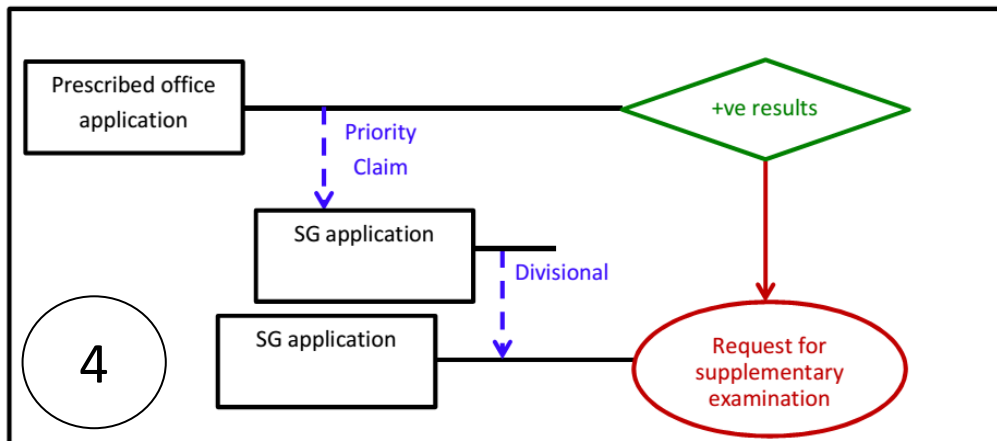 Prescribed office
application
+ve results
Priority
Claim
SG application
Divisional
SG application
4
Request for
supplementary
examination